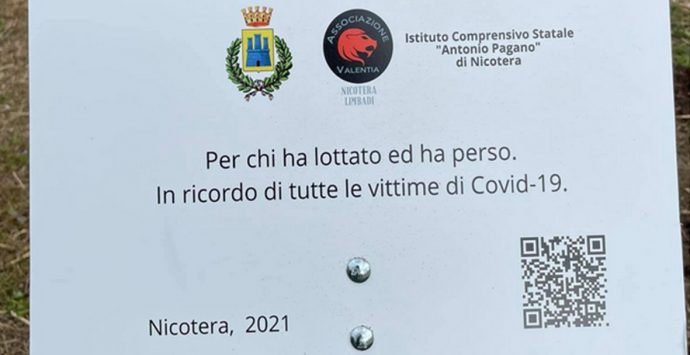 ASSOCIAZIONE
VALENTIA
NICOTERA
LIMBADI
Istituto Comprensivo Statale
"Antonio Pagano"
di Nicotera
Per chi ha lottato ed ha perso.
In ricordo di tutte le vittime di Covid-19.
Nicotera, 2021